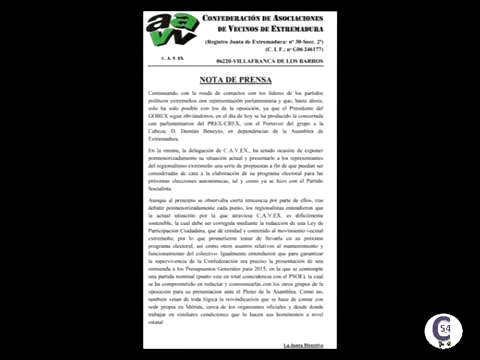 aavv
C. A. V. EX.
CONFEDERACIÓN DE ASOCIACIONES
DE VECINOS DE EXTREMADURA
(Registro Junta de Extremadura: nº 30-Secc. 2ª)
(C. I. F.: nº G06 246177)
06220-VILLAFRANCA DE LOS BARROS
NOTA DE PRENSA
Continuando con la ronda de contactos con los líderes de los partidos
políticos extremeños con representación parlamentaria y que, hasta ahora,
solo ha sido posible con los de la oposición, ya que el Presidente del
GOBEX sigue obviándonos, en el día de hoy se ha producido la concertada
con parlamentarios del PREX-CREX, con el Portavoz del grupo a la
Cabeza, D. Damián Beneyto, en dependencias de la Asamblea de
Extremadura.
En la misma, la delegación de C.A.V.EX., ha tenido ocasión de exponer
pormenorizadamente su situación actual y presentarle a los representantes
del regionalismo extremeño una serie de propuestas a fin de que puedan ser
consideradas de cara a la elaboración de su programa electoral para las
próximas elecciones autonómicas, tal y como ya se hizo con el Partido
Socialista.
Aunque al principio se observaba cierta reticencia por parte de ellos, tras
debatir pormenorizadamente cada punto, los regionalistas entendieron que
la actual situación por la que atraviesa C.A.V.EX. es difícilmente
sostenible, la cual debe ser corregida mediante la redacción de una Ley de
Participación Ciudadana, que dé entidad y contenido al movimiento vecinal
extremeño; por lo que prometieron tratar de llevarla en su próximo
programa electoral, así como otros asuntos relativos al mantenimiento y
funcionamiento del colectivo. Igualmente entendieron que para garantizar
la supervivencia de la Confederación era preciso la presentación de una
enmienda a los Presupuestos Generales para 2015, en la que se contemple
una partida nominal (punto este en total coincidencia con el PSOE), la cual
se han comprometido en redactar y consensuarlas con los otros grupos de la
oposición para su presentación ante el Pleno de la Asamblea. Como no,
también veían de toda lógica la reivindicación que se hace de contar con
sede propia en Mérida, cerca de los organismos oficiales y desde donde
trabajar en similares condiciones que lo hacen sus homónimos a nivel
estatal.
La Junta Directiva
C 54